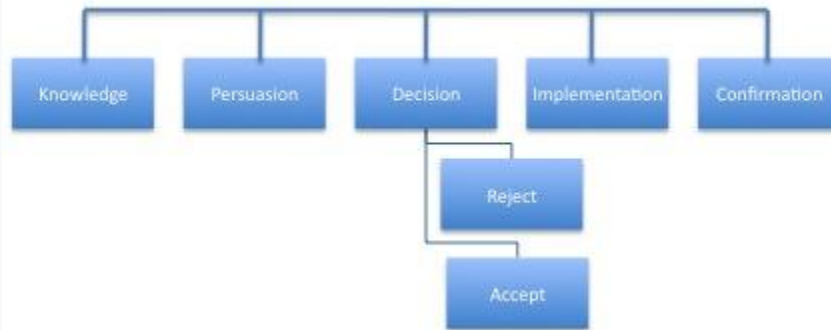 Knowledge
Persuasion
Decision
Implementation
Confirmation
Reject
Accept